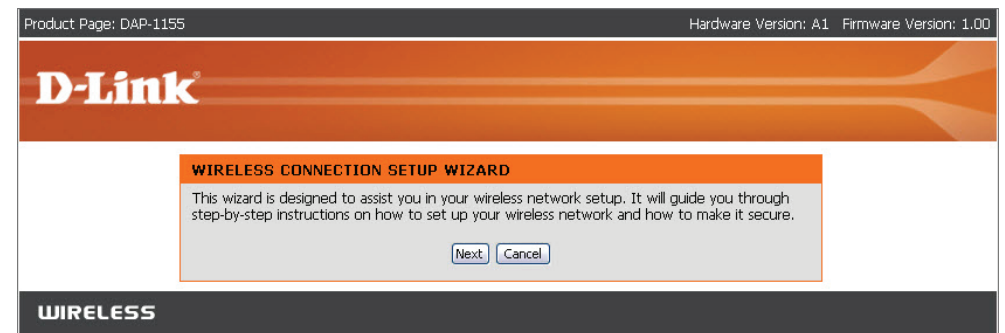 Product Page: DAP-1155 Hardware Version: A1 Firmware Version: 1.00
D-Link®
WIRELESS CONNECTION SETUP WIZARD
This wizard is designed to assist you in your wireless network setup. It will guide you through
step-by-step instructions on how to set up your wireless network and how to make it secure.
Next Cancel
WIRELESS